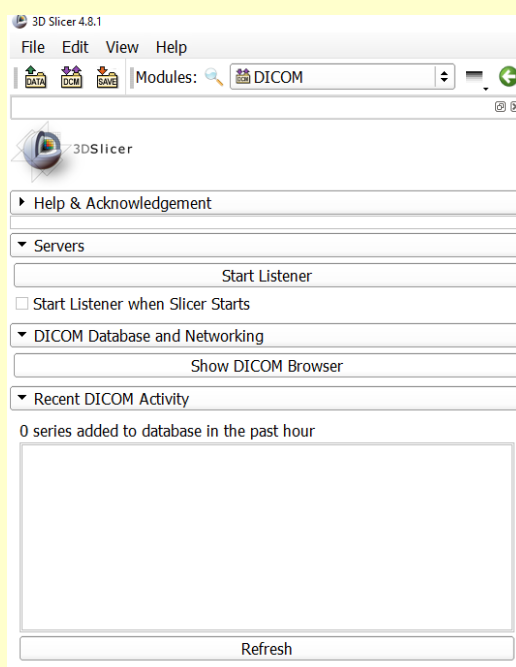 3D Slicer 4.8.1
File Edit View Help
DATA DCM SAVE Modules: DCM DICOM
3DSlicer
Help & Acknowledgement
Servers
Start Listener
Start Listener when Slicer Starts
DICOM Database and Networking
Show DICOM Browser
Recent DICOM Activity
0 series added to database in the past hour
Refresh